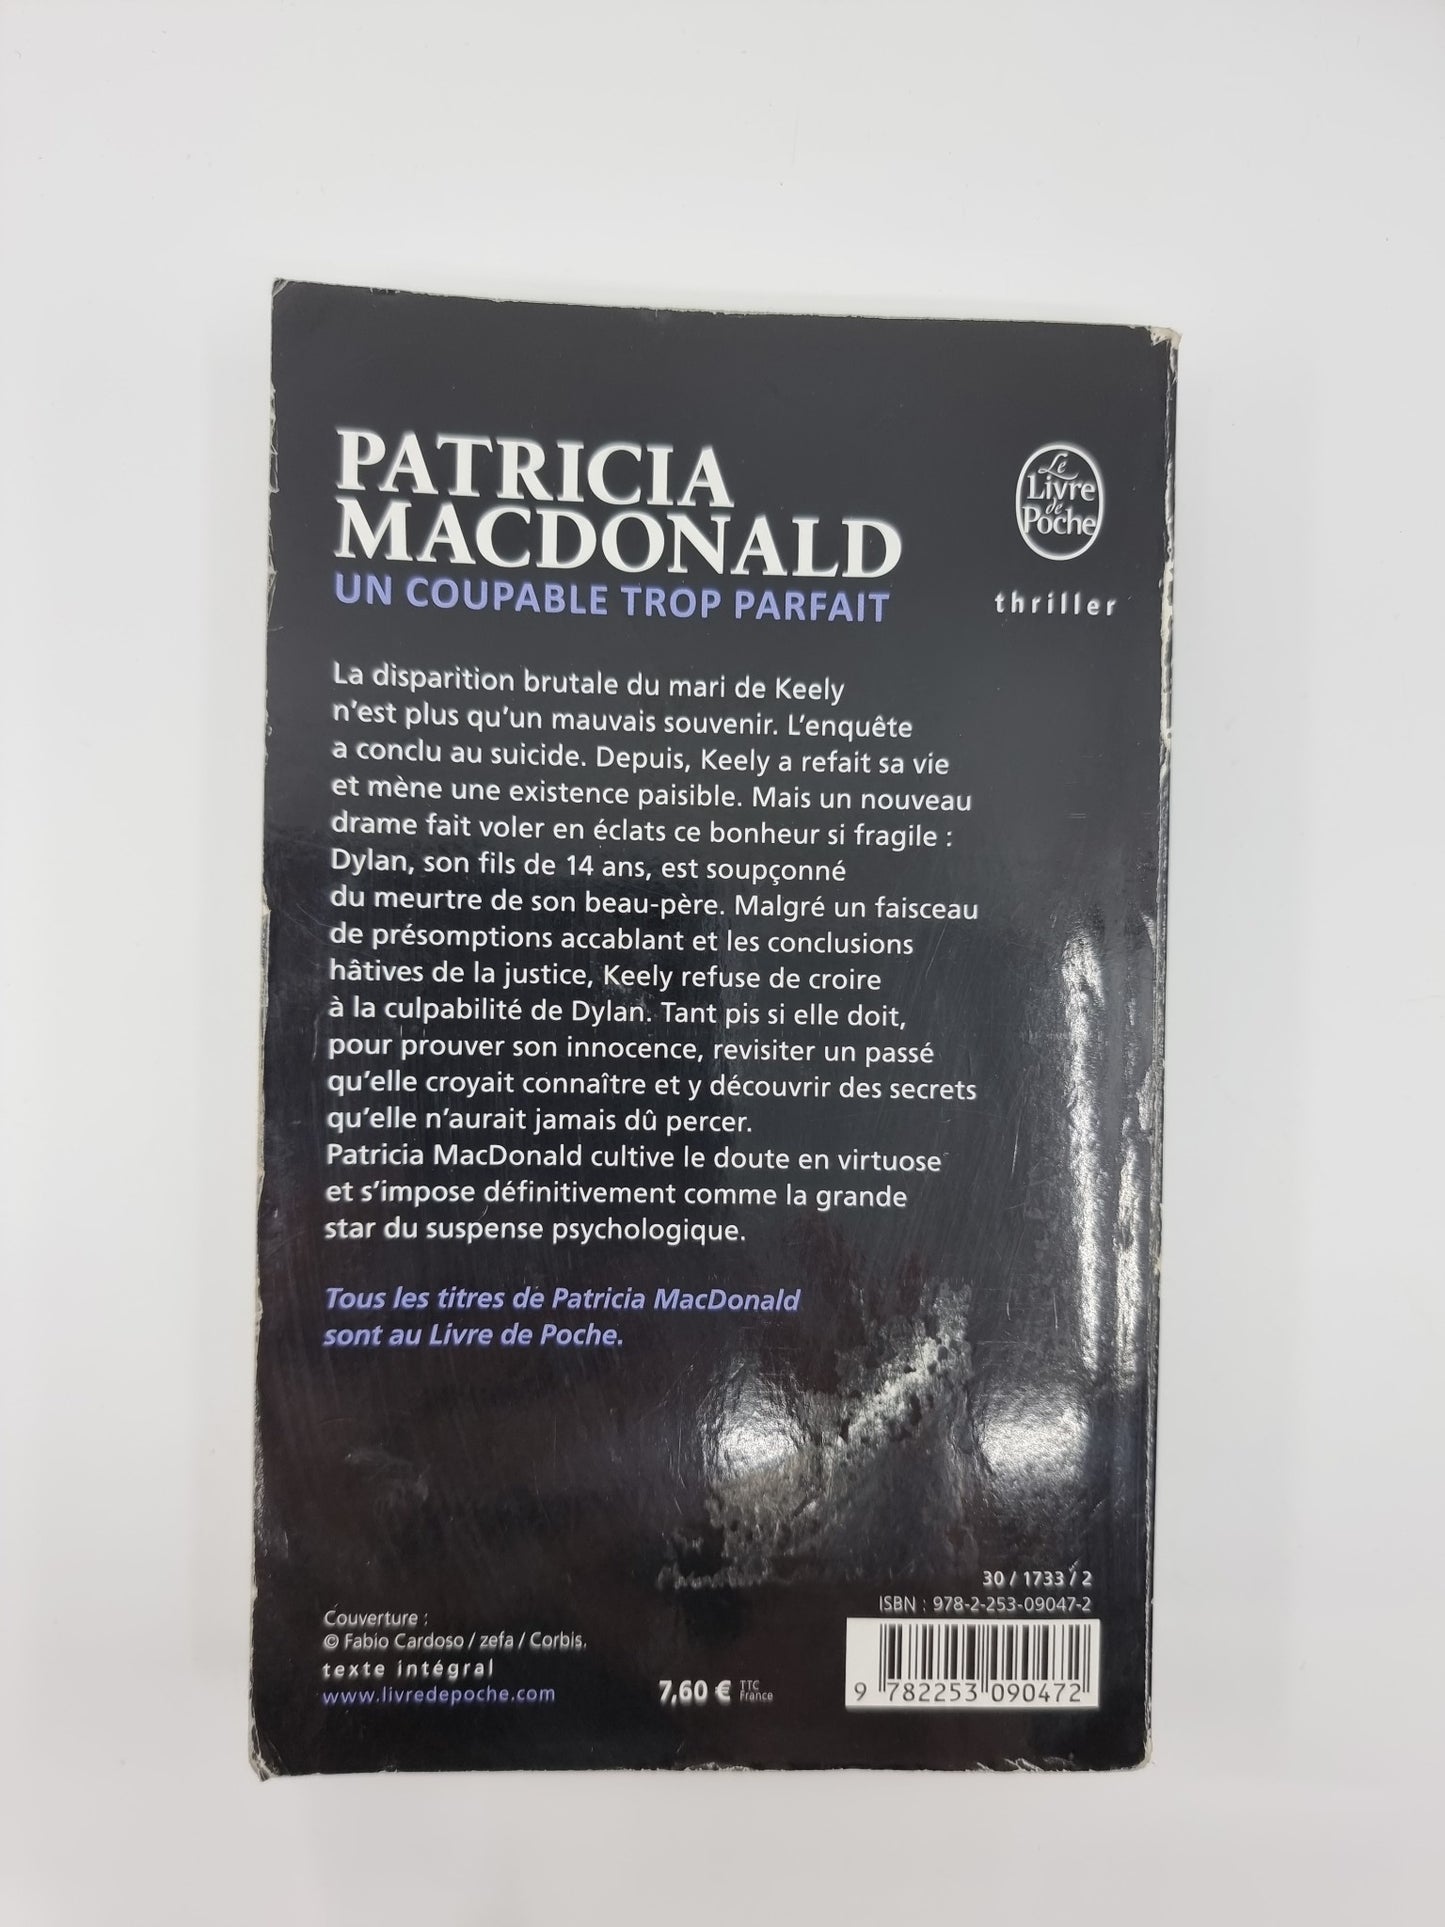 PATRICIA
MACDONALD
UN COUPABLE TROP PARFAIT
Le
Livre
de
Poche
thriller
La disparition brutale du mari de Keely
n'est plus qu'un mauvais souvenir. L'enquête
a conclu au suicide. Depuis, Keely a refait sa vie
et mène une existence paisible. Mais un nouveau
drame fait voler en éclats ce bonheur si fragile :
Dylan, son fils de 14 ans, est soupçonné
du meurtre de son beau-père. Malgré un faisceau
de présomptions accablant et les conclusions
hâtives de la justice, Keely refuse de croire
à la culpabilité de Dylan. Tant pis si elle doit,
pour prouver son innocence, revisiter un passé
qu'elle croyait connaître et y découvrir des secrets
qu'elle n'aurait jamais dû percer.
Patricia MacDonald cultive le doute en virtuose
et s'impose définitivement comme la grande
star du suspense psychologique.
Tous les titres de Patricia MacDonald
sont au Livre de Poche.
Couverture :
© Fabio Cardoso / zefa / Corbis.
texte intégral
www.livredepoche.com
7,60 € TTC
France
30 / 1733 / 2
ISBN : 978-2-253-09047-2
9 782253 090472